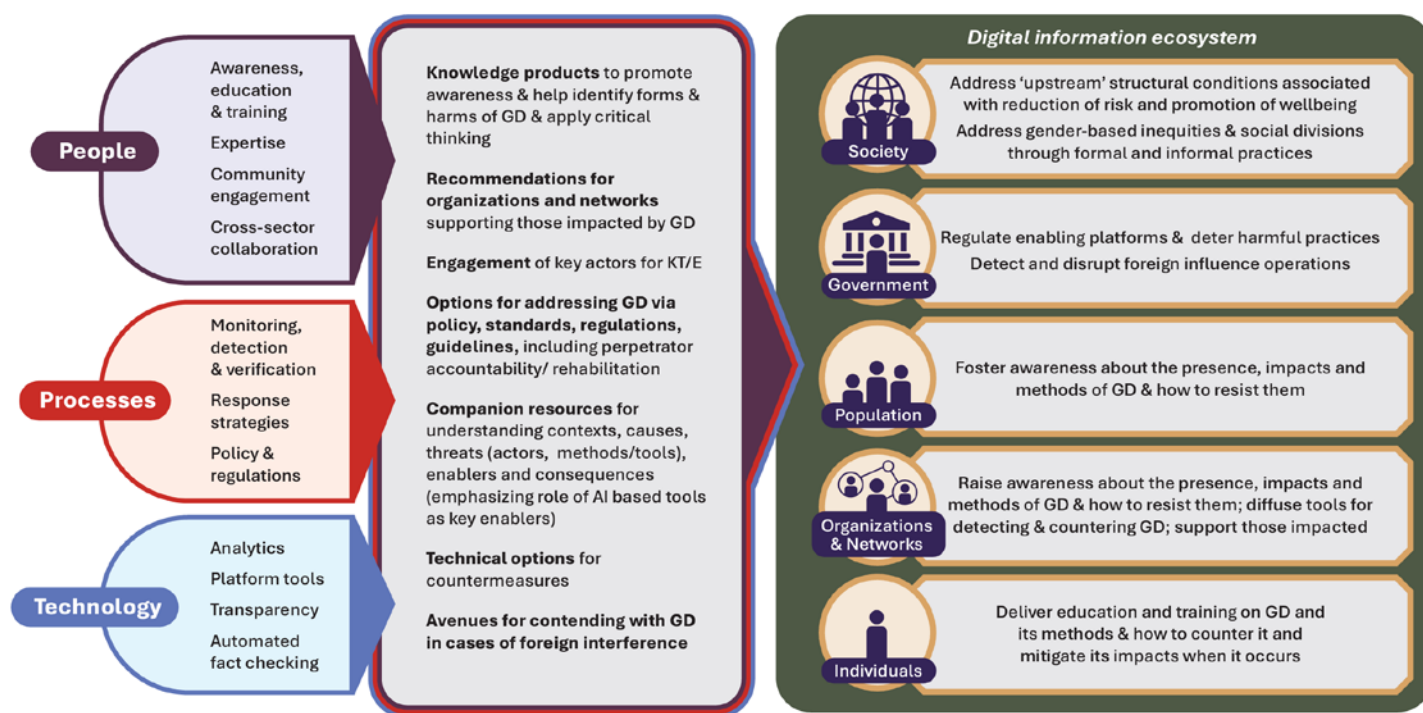 People
Awareness,
education
& training
Expertise
Community
engagement
Cross-sector
collaboration
Processes
Monitoring,
detection
& verification
Response
strategies
Policy &
regulations
Technology
Analytics
Platform tools
Transparency
Automated
fact checking
Knowledge products to promote
awareness & help identify forms &
harms of GD & apply critical
thinking
Recommendations for
organizations and networks
supporting those impacted by GD
Engagement of key actors for KT/E
Options for addressing GD via
policy, standards, regulations,
guidelines, including perpetrator
accountability/ rehabilitation
Companion resources for
understanding contexts, causes,
threats (actors, methods/tools),
enablers and consequences
(emphasizing role of AI based tools
as key enablers)
Technical options for
countermeasures
Avenues for contending with GD
in cases of foreign interference
Digital information ecosystem
Society
Address ‘upstream’ structural conditions associated
with reduction of risk and promotion of wellbeing
Address gender-based inequities & social divisions
through formal and informal practices
Government
Regulate enabling platforms & deter harmful practices
Detect and disrupt foreign influence operations
Population
Foster awareness about the presence, impacts and
methods of GD & how to resist them
Organizations
& Networks
Raise awareness about the presence, impacts and
methods of GD & how to resist them; diffuse tools for
detecting & countering GD; support those impacted
Individuals
Deliver education and training on GD and
its methods & how to counter it and
mitigate its impacts when it occurs